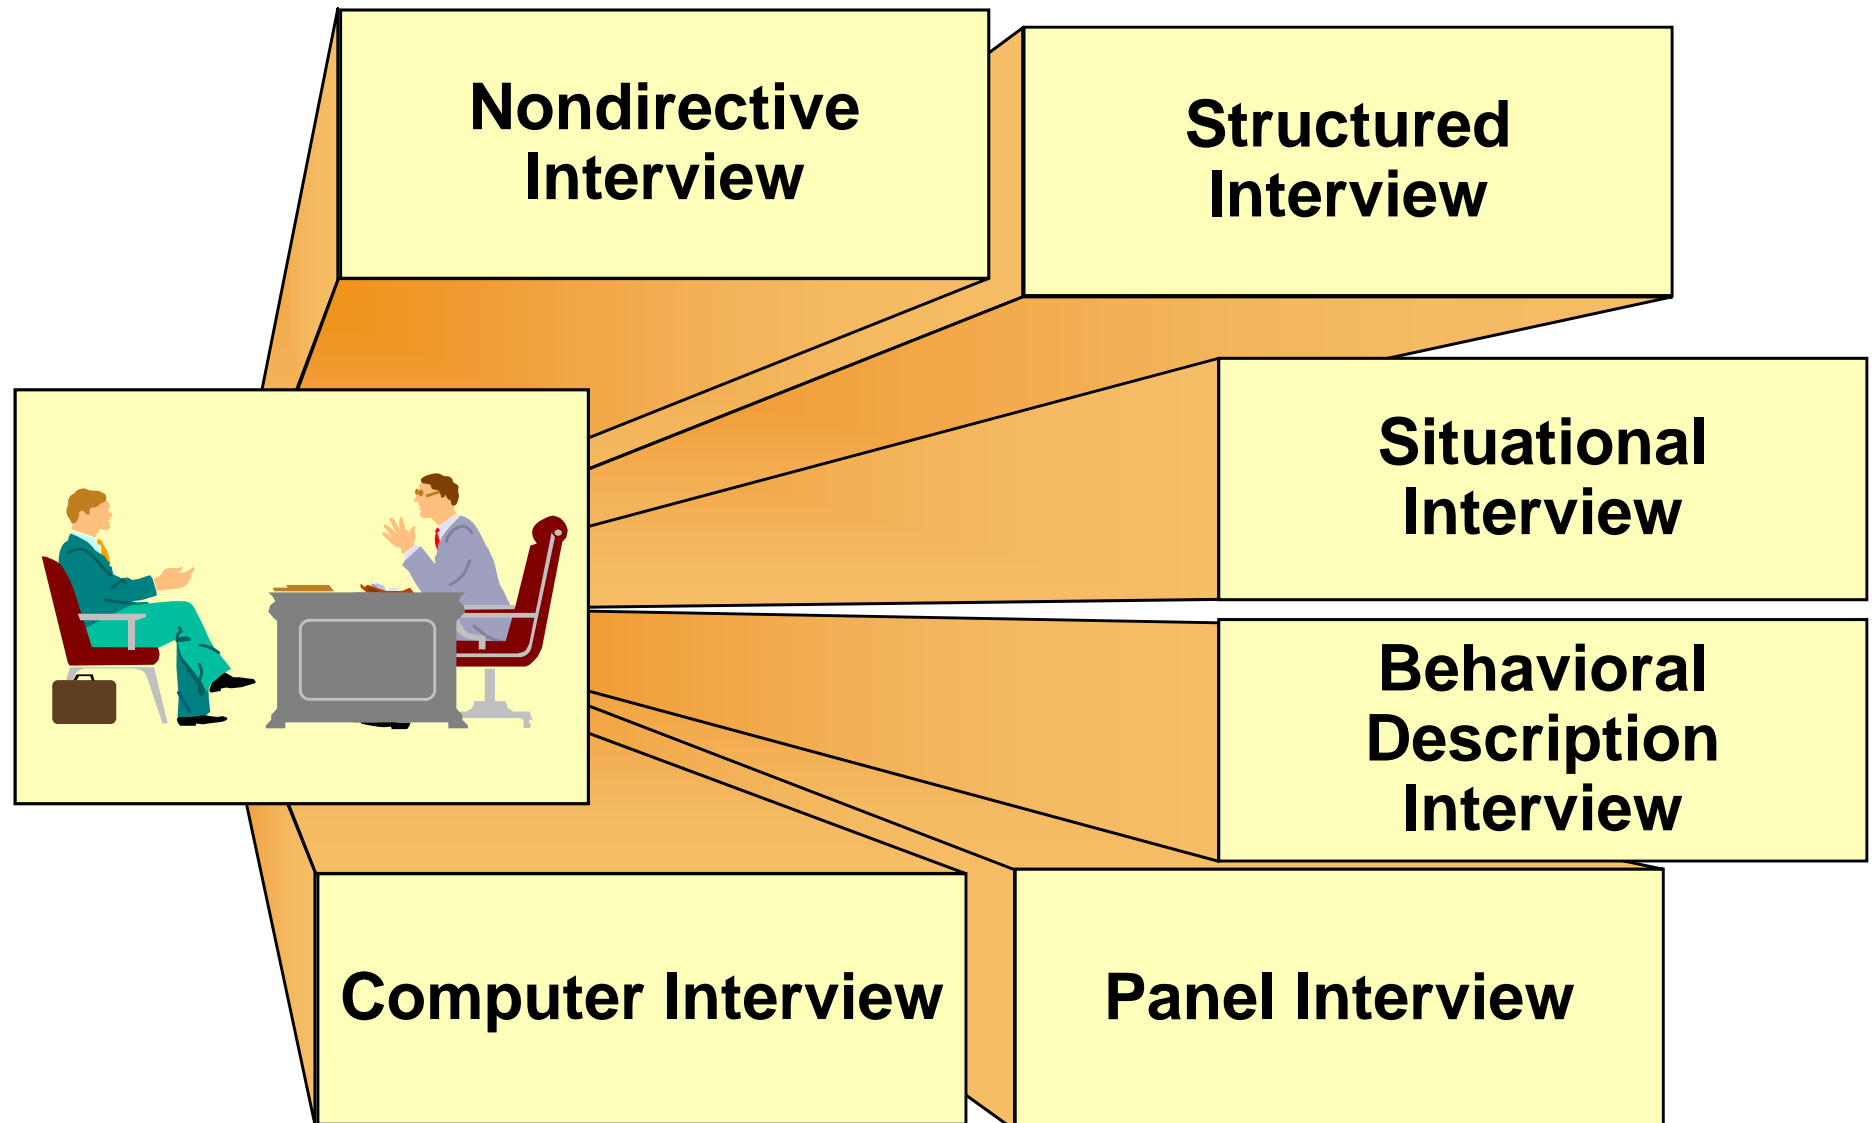 Nondirective
Interview
Structured
Interview
Situational
Interview
Behavioral
Description
Interview
Computer Interview
Panel Interview